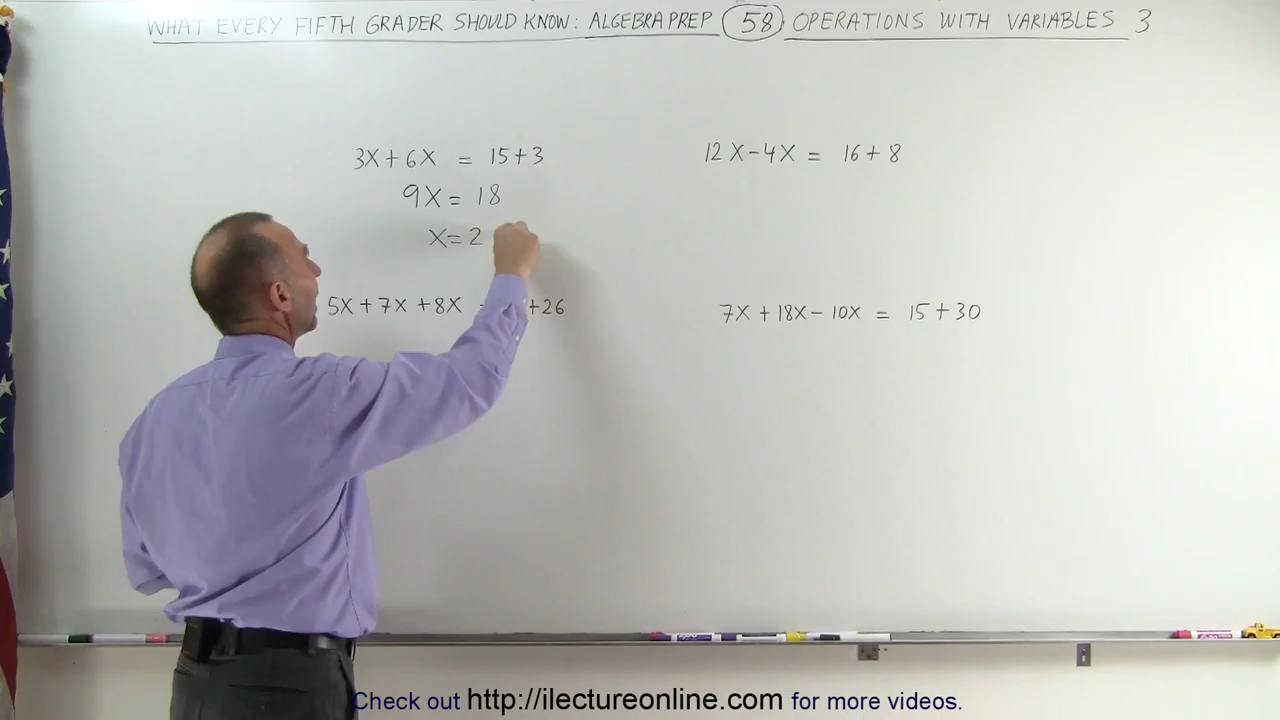 WHAT EVERY FIFTH GRADER SHOULD KNOW: ALGEBRA PREP 58 OPERATIONS WITH VARIABLES 3
3X+6X = 15+3
9X = 18
X=2
12X-4X = 16+8
5X+7X+8X +26
7X+18X-10X = 15+30
Check out http://ilectureonline.com for more videos.